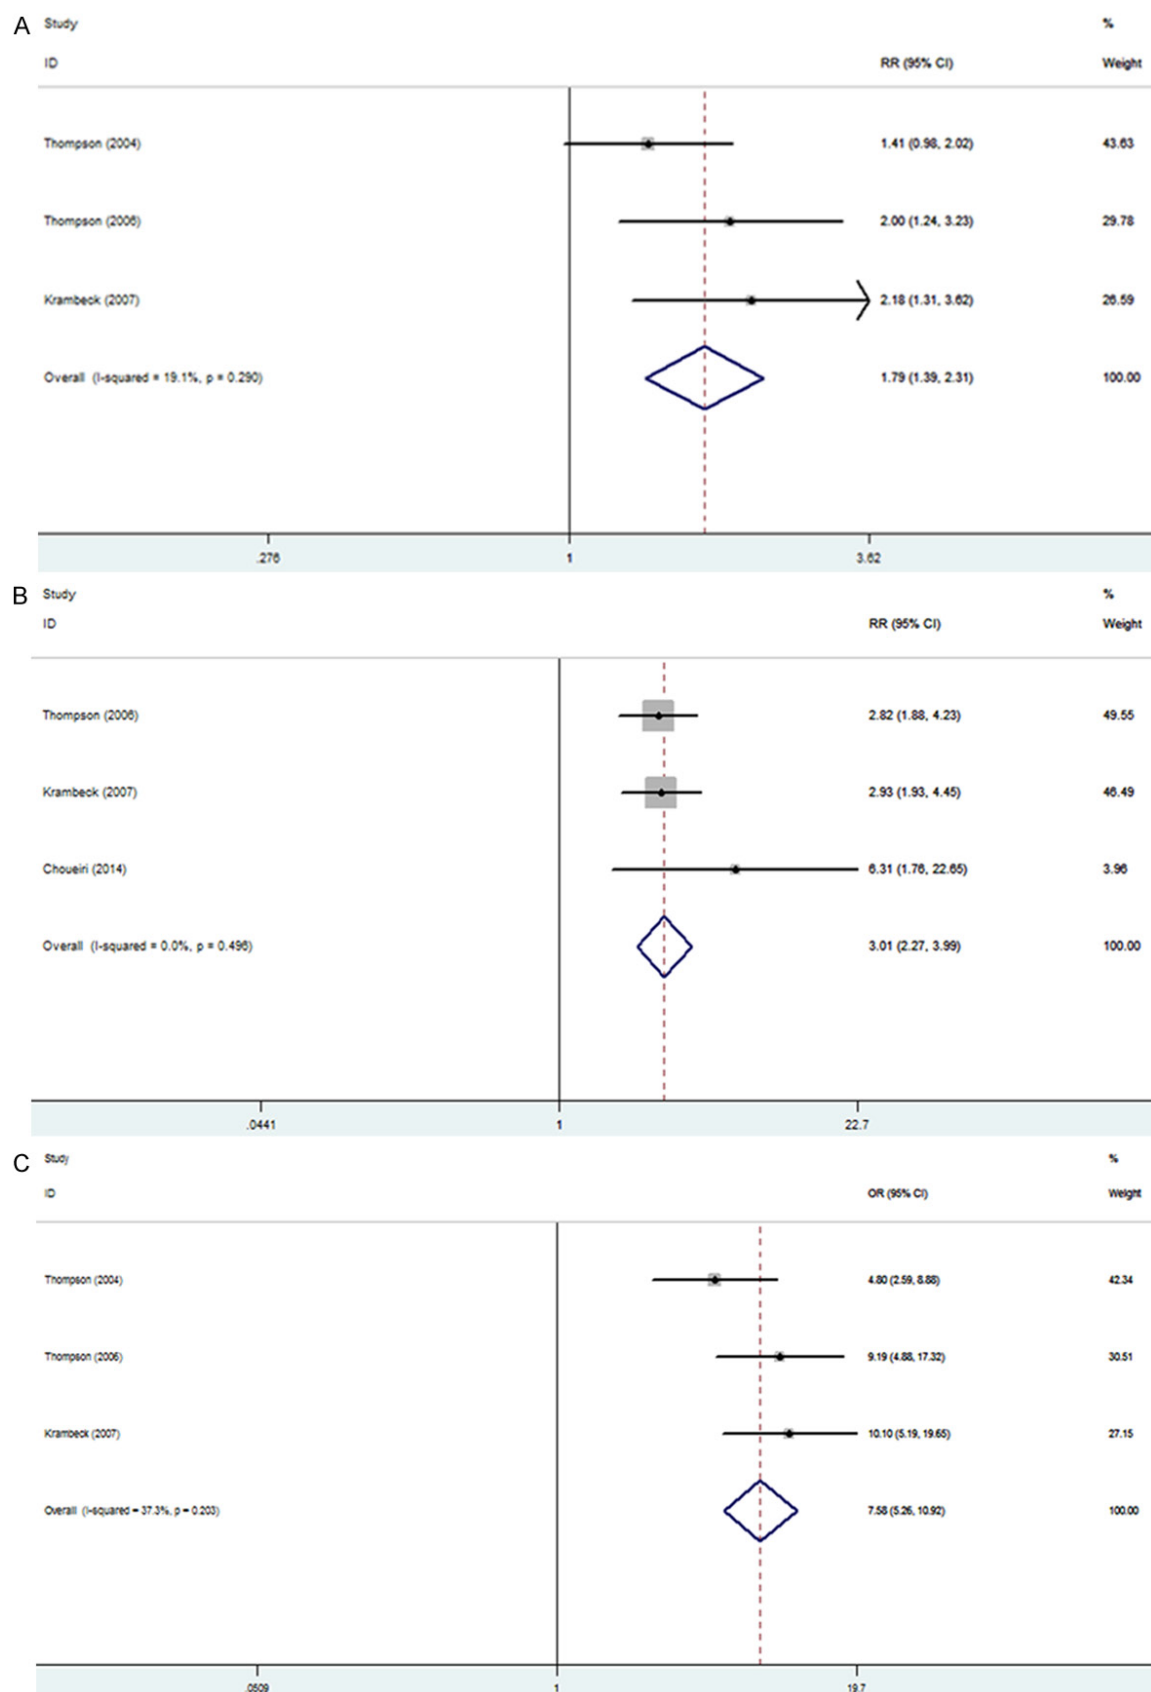 A Study %
ID RR (95% CI) Weight
Thompson (2004) 1.41 (0.98, 2.02) 43.63
Thompson (2006) 2.00 (1.24, 3.23) 29.78
Krambeck (2007) 2.18 (1.31, 3.62) 26.59
Overall (I-squared = 19.1%, p = 0.290) 1.79 (1.39, 2.31) 100.00
.276 1 3.62
B Study %
ID RR (95% CI) Weight
Thompson (2006) 2.82 (1.88, 4.23) 49.55
Krambeck (2007) 2.93 (1.93, 4.45) 46.49
Choueiri (2014) 6.31 (1.76, 22.65) 3.96
Overall (I-squared = 0.0%, p = 0.496) 3.01 (2.27, 3.99) 100.00
.0441 1 22.7
C Study %
ID OR (95% CI) Weight
Thompson (2004) 4.80 (2.59, 8.88) 42.34
Thompson (2006) 9.19 (4.88, 17.32) 30.51
Krambeck (2007) 10.10 (5.19, 19.65) 27.15
Overall (I-squared = 37.3%, p = 0.203) 7.58 (5.26, 10.92) 100.00
.0509 1 19.7